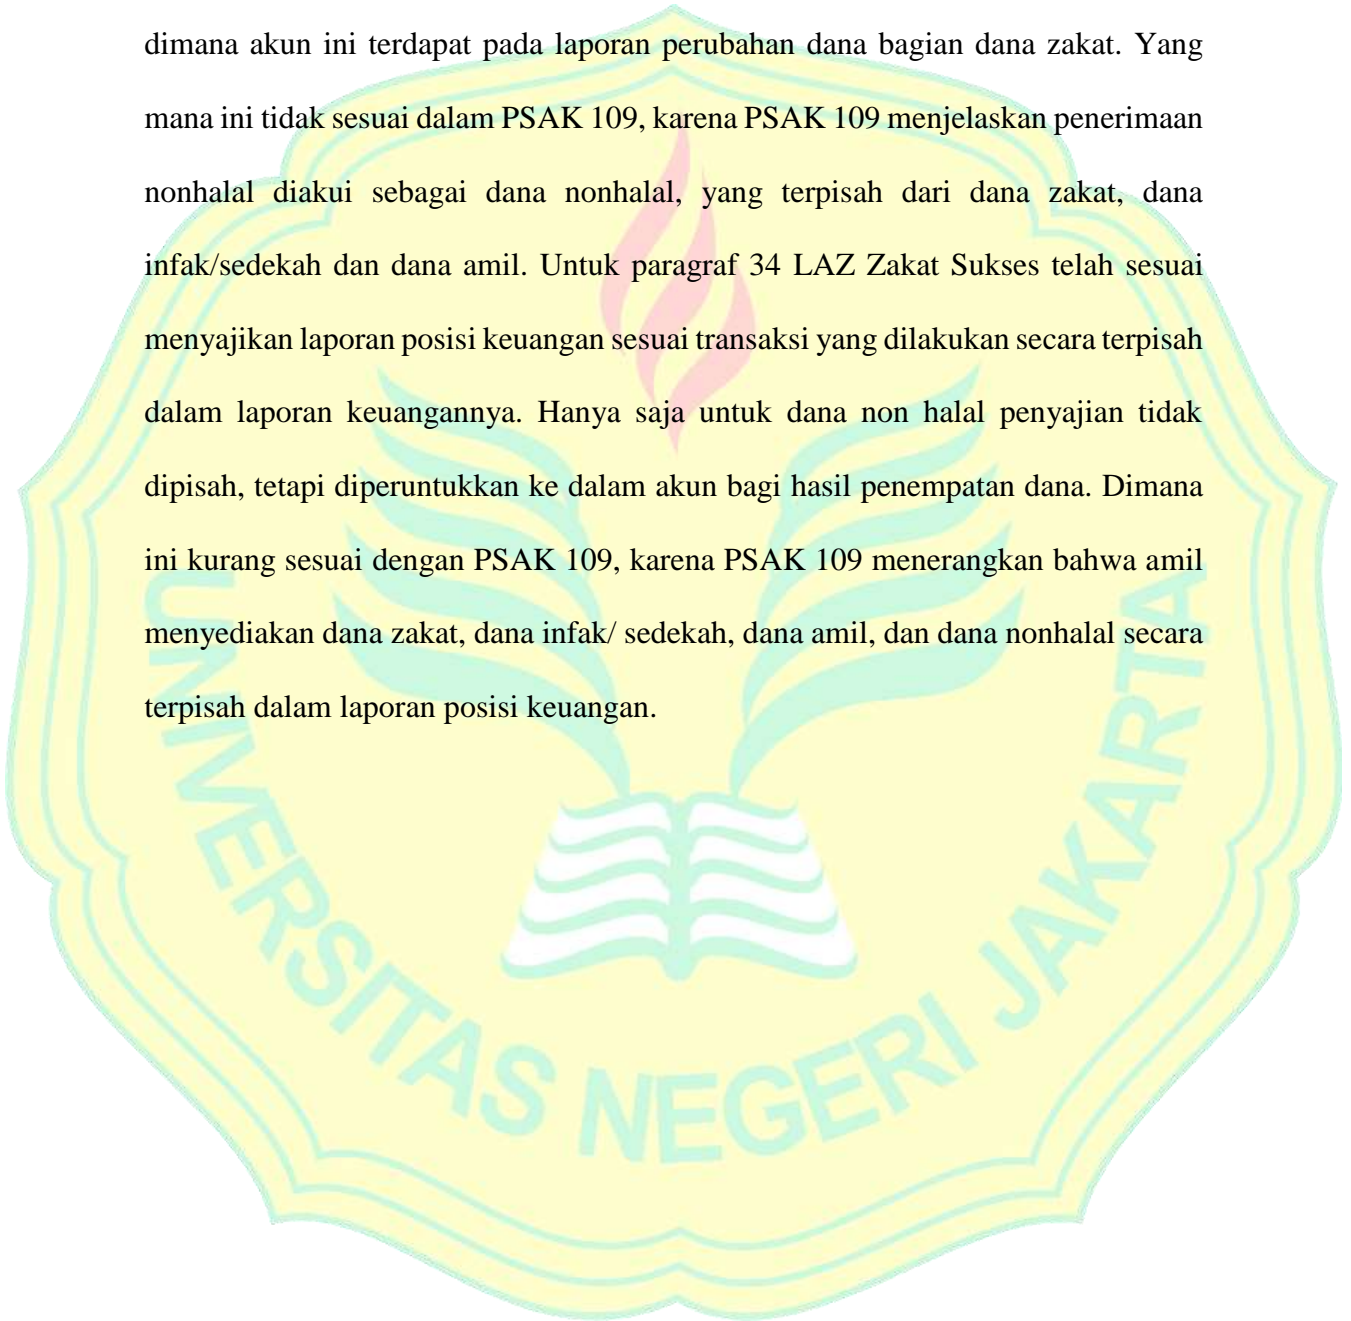 dimana akun ini terdapat pada laporan perubahan dana bagian dana zakat. Yang
mana ini tidak sesuai dalam PSAK 109, karena PSAK 109 menjelaskan penerimaan
nonhalal diakui sebagai dana nonhalal, yang terpisah dari dana zakat, dana
infak/sedekah dan dana amil. Untuk paragraf 34 LAZ Zakat Sukses telah sesuai
menyajikan laporan posisi keuangan sesuai transaksi yang dilakukan secara terpisah
dalam laporan keuangannya. Hanya saja untuk dana non halal penyajian tidak
dipisah, tetapi diperuntukkan ke dalam akun bagi hasil penempatan dana. Dimana
ini kurang sesuai dengan PSAK 109, karena PSAK 109 menerangkan bahwa amil
menyediakan dana zakat, dana infak/ sedekah, dana amil, dan dana nonhalal secara
terpisah dalam laporan posisi keuangan.
UNIVERSITAS NEGERI JAKARTA